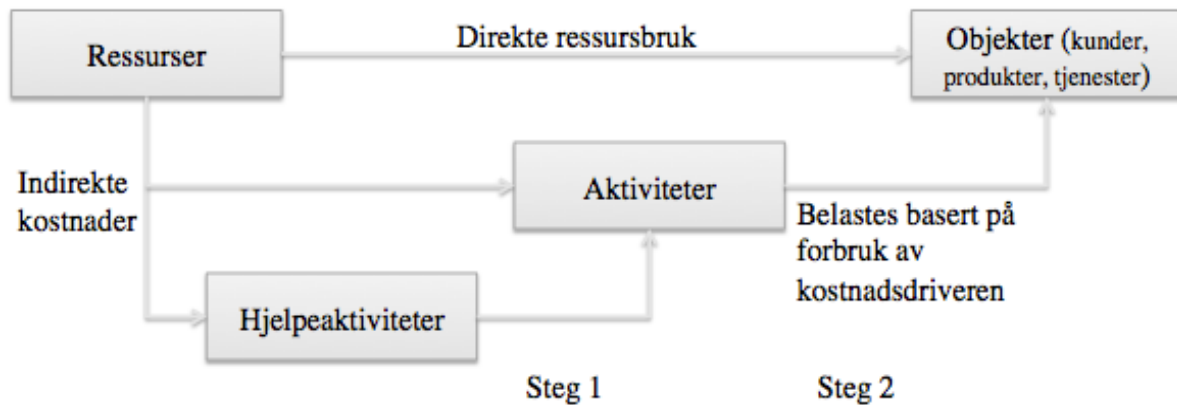 Ressurser
Direkte ressursbruk
Objekter (kunder,
produkter, tjenester)
Indirekte
kostnader
Aktiviteter
Belastes basert på
forbruk av
kostnadsdriveren
Hjelpeaktiviteter
Steg 1
Steg 2